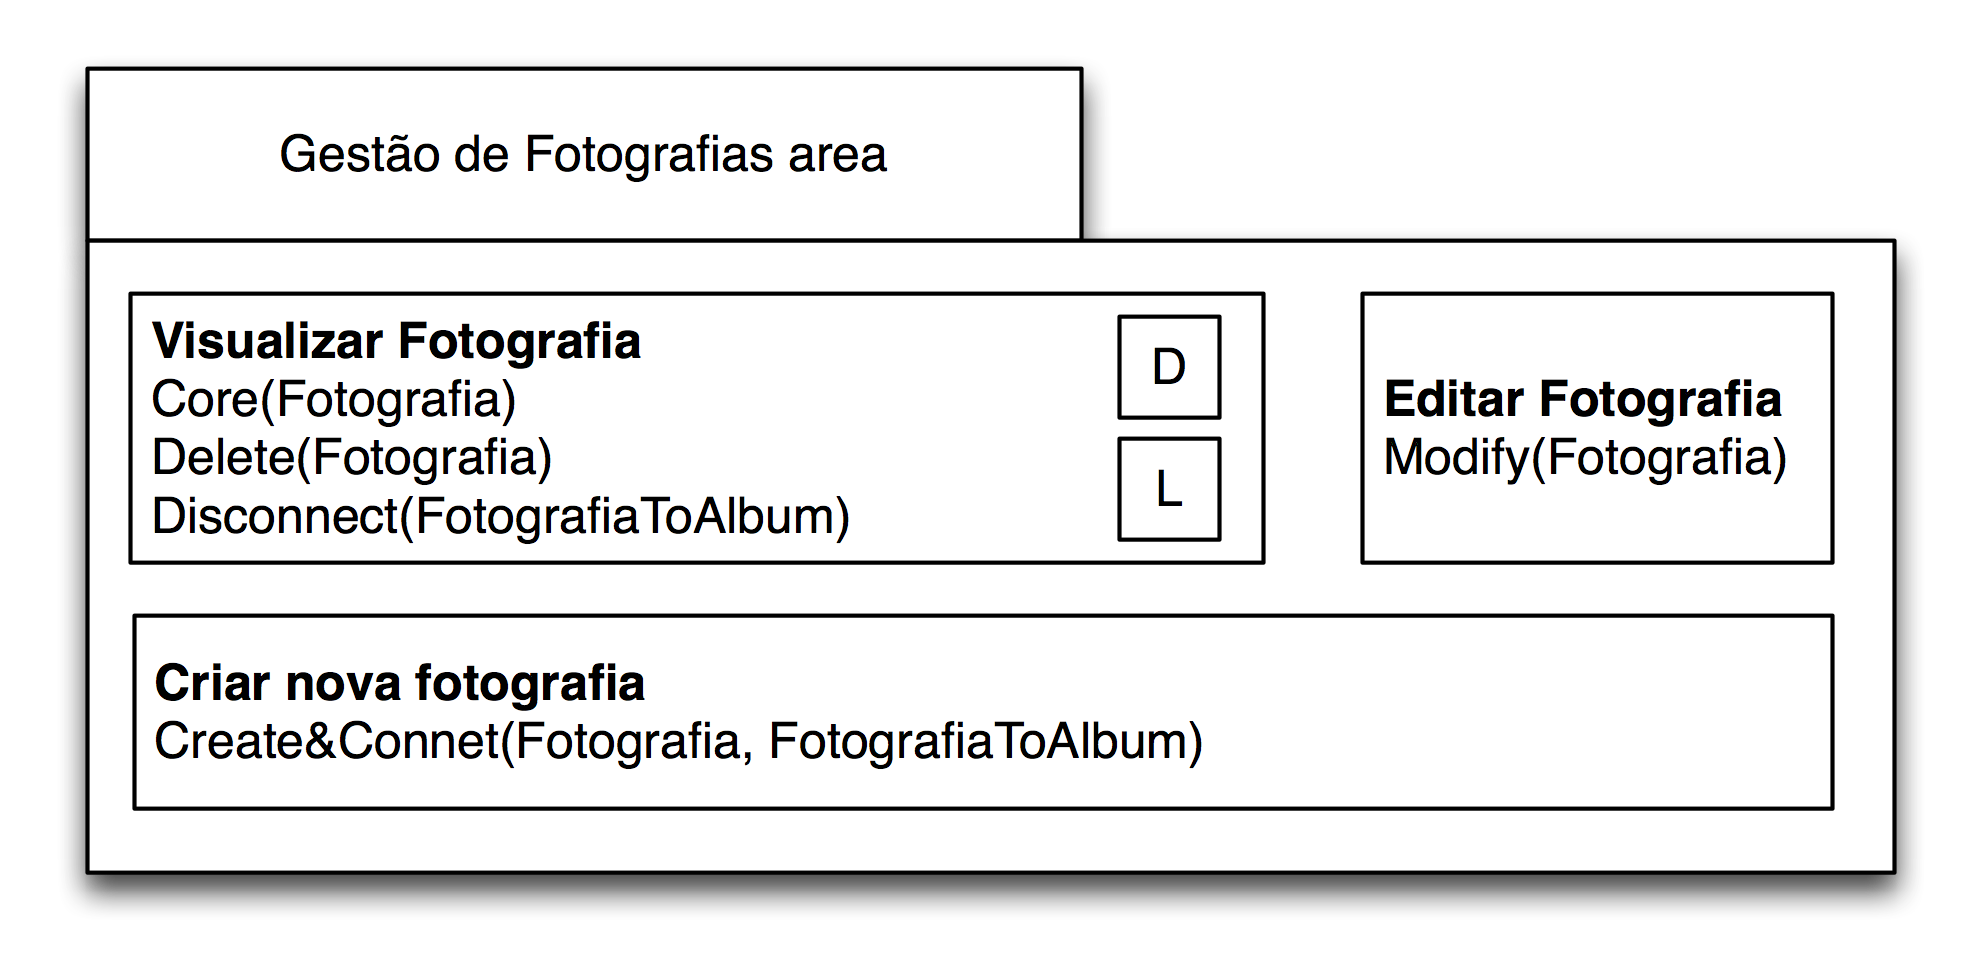 Gestão de Fotografias area
Visualizar Fotografia
Core(Fotografia)
Delete(Fotografia)
Disconnect(FotografiaToAlbum)
D
L
Editar Fotografia
Modify(Fotografia)
Criar nova fotografia
Create&Connet(Fotografia, FotografiaToAlbum)